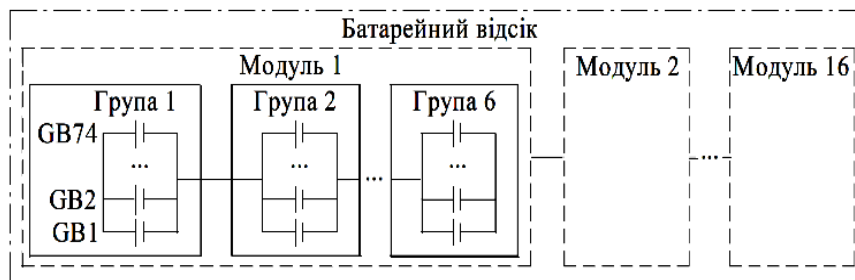 Батарейний відсік
Модуль 1
Модуль 2
Модуль 16
Група 1
Група 2
Група 6
GB74
...
...
...
...
...
GB2
GB1